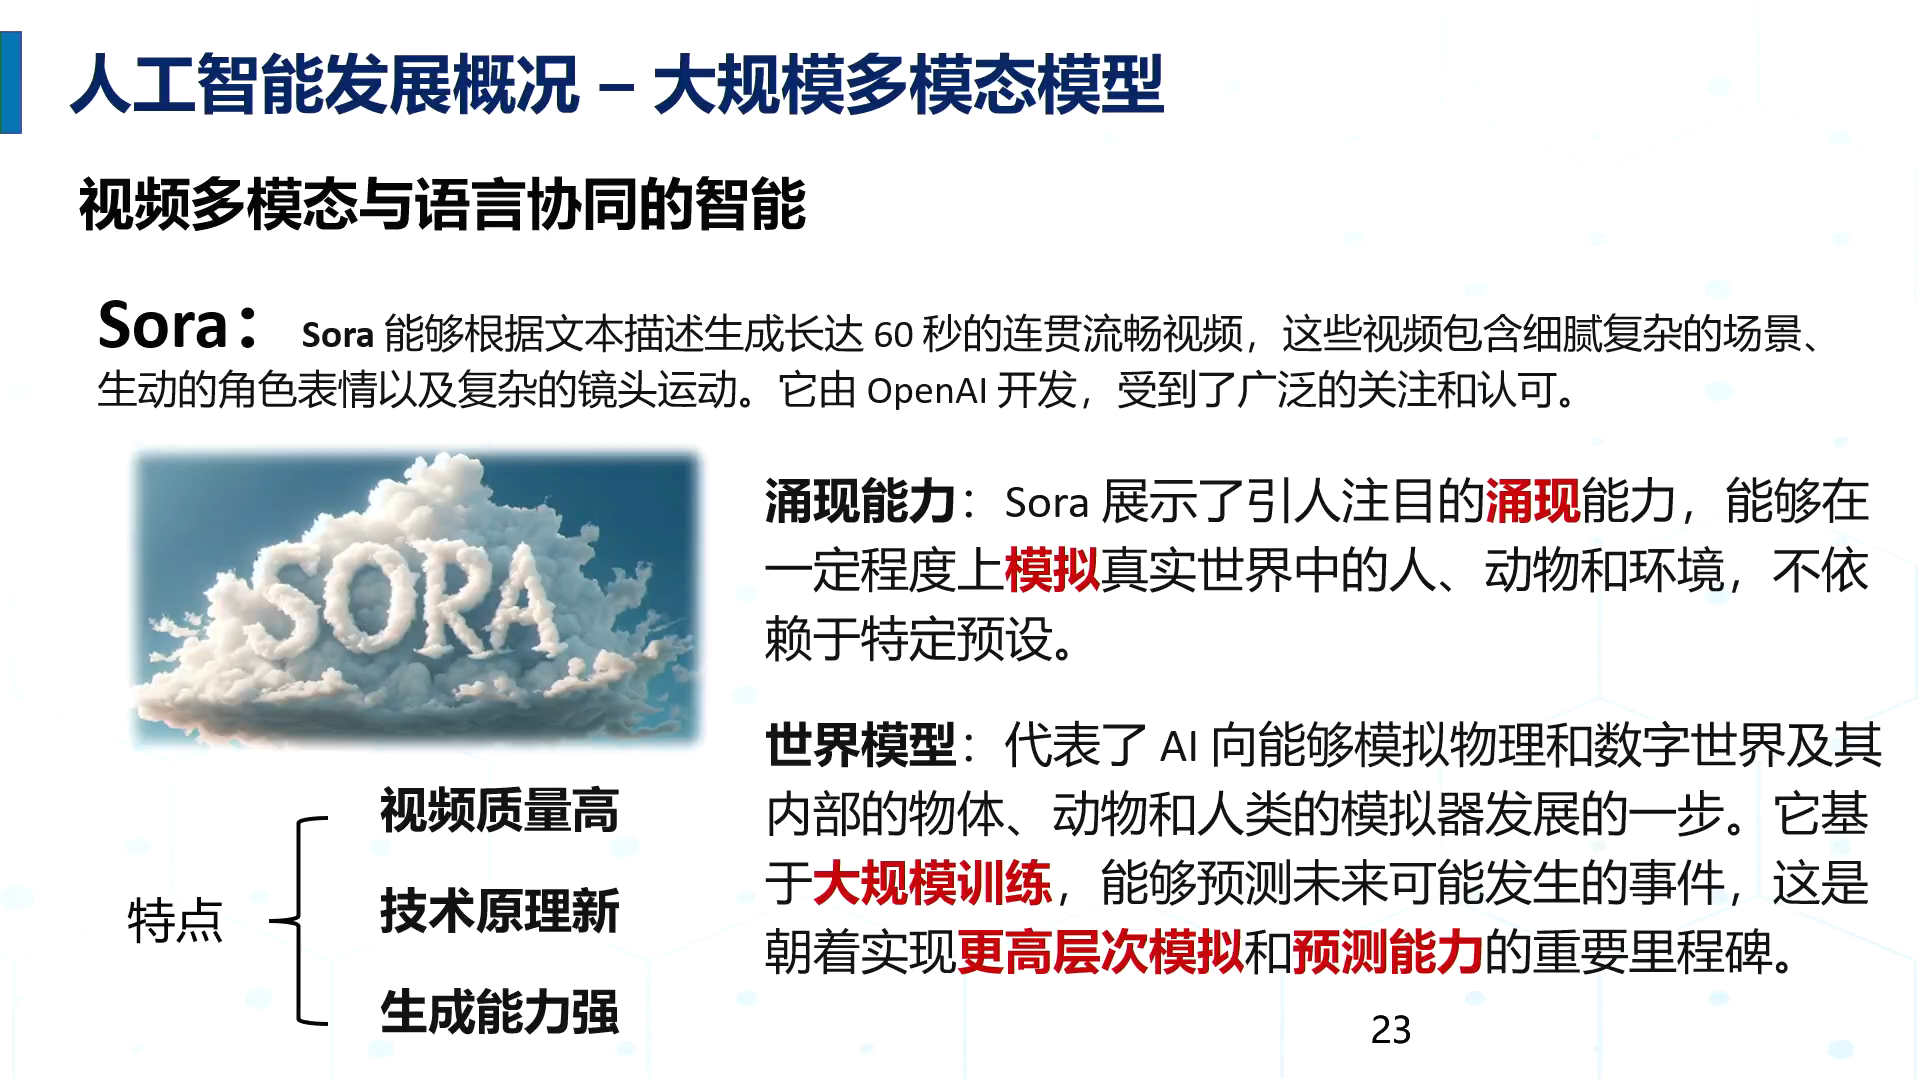 人工智能发展概况 – 大规模多模态模型
视频多模态与语言协同的智能
Sora： Sora 能够根据文本描述生成长达 60 秒的连贯流畅视频，这些视频包含细腻复杂的场景、
生动的角色表情以及复杂的镜头运动。它由 OpenAI 开发，受到了广泛的关注和认可。
SORA
特点
视频质量高
技术原理新
生成能力强
涌现能力：Sora 展示了引人注目的涌现能力，能够在
一定程度上模拟真实世界中的人、动物和环境，不依
赖于特定预设。
世界模型：代表了 AI 向能够模拟物理和数字世界及其
内部的物体、动物和人类的模拟器发展的一步。它基
于大规模训练，能够预测未来可能发生的事件，这是
朝着实现更高层次模拟和预测能力的重要里程碑。
23